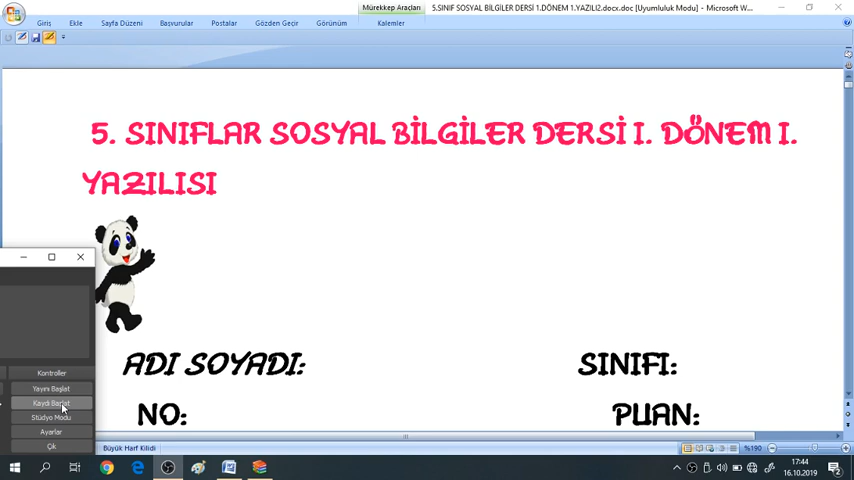 Mürekkep Araçları
5.SINIF SOSYAL BİLGİLER DERSİ 1.DÖNEM 1.YAZILI2.docx.doc [Uyumluluk Modu] - Microsoft W...
Giriş Ekle Sayfa Düzeni Başvurular Postalar Gözden Geçir Görünüm Kalemler
5. SINIFLAR SOSYAL BİLGİLER DERSİ I. DÖNEM I.
YAZILISI
ADI SOYADI: SINIFI:
NO: PUAN:
Kontroller
Yayını Başlat
Kaydı Başlat
Stüdyo Modu
Ayarlar
Çık
Büyük Harf Kilidi %190
17:44
16.10.2019
2